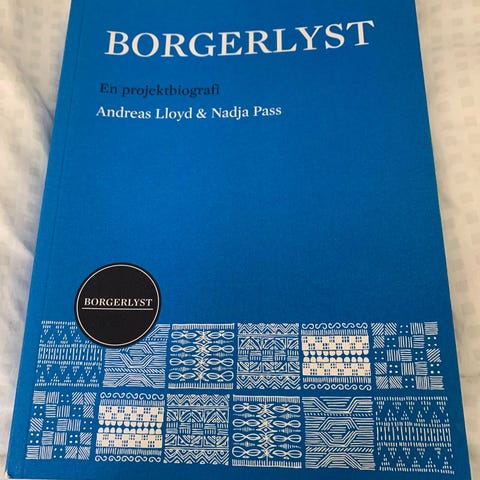 BORGERLYST
En projektbiografi
Andreas Lloyd & Nadja Pass
BORGERLYST